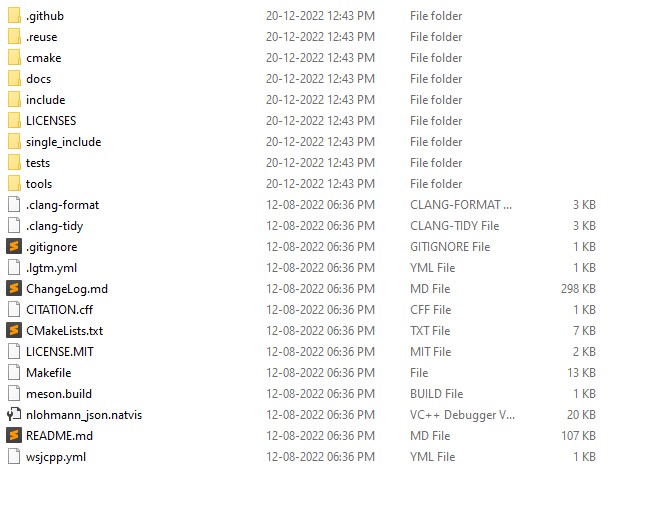 .github 20-12-2022 12:43 PM File folder
.reuse 20-12-2022 12:43 PM File folder
cmake 20-12-2022 12:43 PM File folder
docs 20-12-2022 12:43 PM File folder
include 20-12-2022 12:43 PM File folder
LICENSES 20-12-2022 12:43 PM File folder
single_include 20-12-2022 12:43 PM File folder
tests 20-12-2022 12:43 PM File folder
tools 20-12-2022 12:43 PM File folder
.clang-format 12-08-2022 06:36 PM CLANG-FORMAT ... 3 KB
.clang-tidy 12-08-2022 06:36 PM CLANG-TIDY File 3 KB
.gitignore 12-08-2022 06:36 PM GITIGNORE File 1 KB
.lgtm.yml 12-08-2022 06:36 PM YML File 1 KB
ChangeLog.md 12-08-2022 06:36 PM MD File 298 KB
CITATION.cff 12-08-2022 06:36 PM CFF File 1 KB
CMakeLists.txt 12-08-2022 06:36 PM TXT File 7 KB
LICENSE.MIT 12-08-2022 06:36 PM MIT File 2 KB
Makefile 12-08-2022 06:36 PM File 13 KB
meson.build 12-08-2022 06:36 PM BUILD File 1 KB
nlohmann_json.natvis 12-08-2022 06:36 PM VC++ Debugger V... 20 KB
README.md 12-08-2022 06:36 PM MD File 107 KB
wsjcpp.yml 12-08-2022 06:36 PM YML File 1 KB